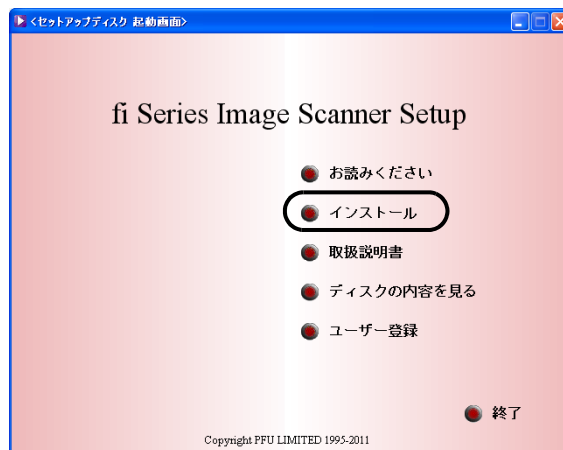 <セットアップディスク 起動画面>
fi Series Image Scanner Setup
お読みください
インストール
取扱説明書
ディスクの内容を見る
ユーザー登録
終了
Copyright PFU LIMITED 1995-2011